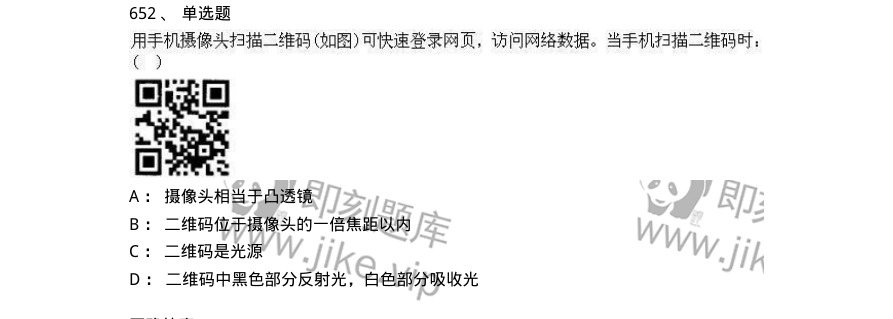 652 、 单选题
用手机摄像头扫描二维码(如图)可快速登录网页，访问网络数据。当手机扫描二维码时：
（ ）
A ： 摄像头相当于凸透镜
B ： 二维码位于摄像头的一倍焦距以内
C ： 二维码是光源
D ： 二维码中黑色部分反射光，白色部分吸收光
即刻题库
www.jike.vip
即刻
www.jik